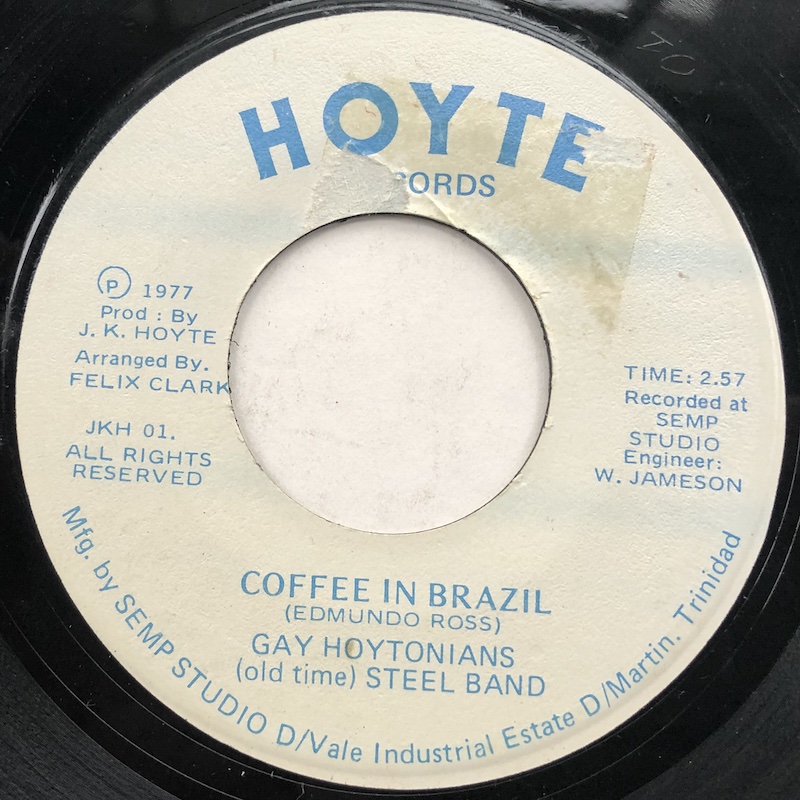 HOYTE
CORDS
℗ 1977
Prod : By
J. K. HOYTE
Arranged By.
FELIX CLARK
JKH 01.
ALL RIGHTS
RESERVED
TIME: 2.57
Recorded at
SEMP
STUDIO
Engineer:
W. JAMESON
COFFEE IN BRAZIL
(EDMUNDO ROSS)
GAY HOYTONIANS
(old time) STEEL BAND
Mfg. by SEMP STUDIO D/Vale Industrial Estate D/Martin. Trinidad